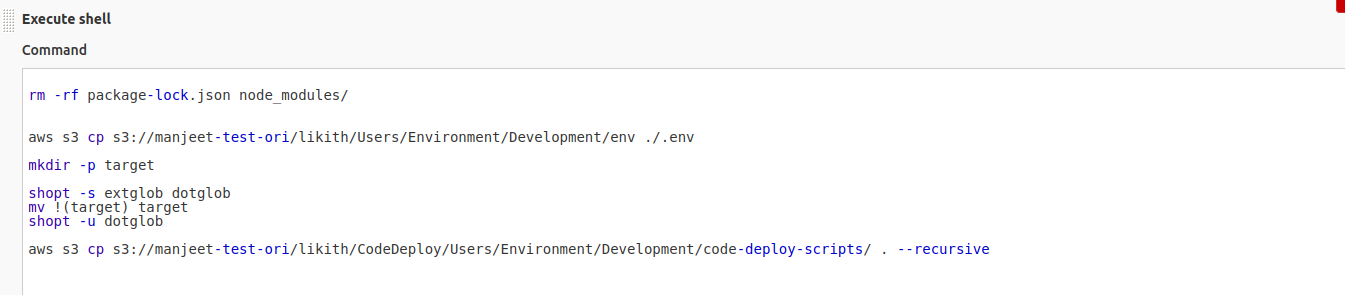 Execute shell
Command
rm -rf package-lock.json node_modules/
aws s3 cp s3://manjeet-test-ori/likith/Users/Environment/Development/env ./.env
mkdir -p target
shopt -s extglob dotglob
mv !(target) target
shopt -u dotglob
aws s3 cp s3://manjeet-test-ori/likith/CodeDeploy/Users/Environment/Development/code-deploy-scripts/ . --recursive